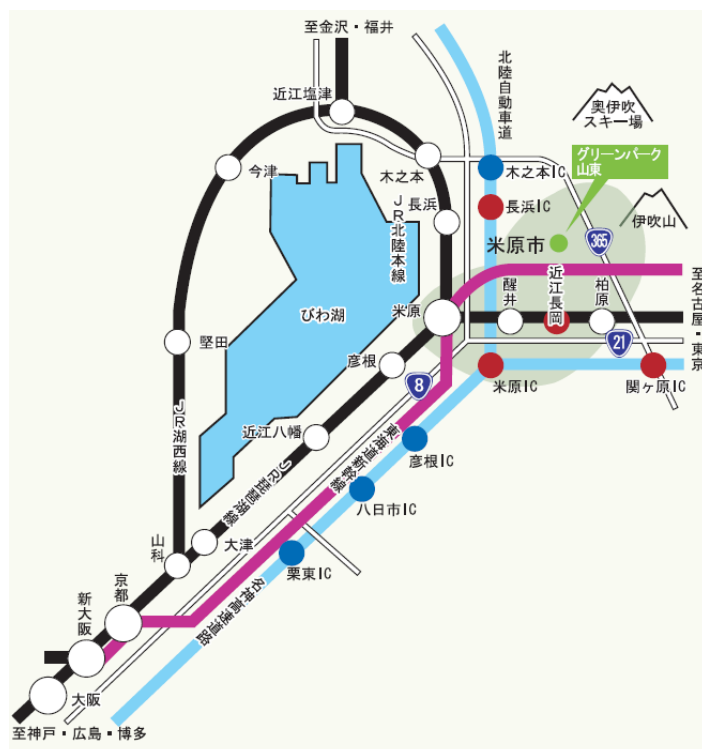 至金沢・福井
近江塩津
北陸自動車道
奥伊吹
スキー場
グリーンパーク
山東
今津
木之本
木之本IC
長浜
長浜IC
JR北陸本線
伊吹山
米原市
365
至名古屋・東京
びわ湖
米原
醒井
近江長岡
柏原
堅田
21
彦根
8
米原IC
関ヶ原IC
JR湖西線
近江八幡
東海道新幹線
彦根IC
JR琵琶湖線
八日市IC
山科
大津
栗東IC
京都
名神高速道路
新大阪
大阪
至神戸・広島・博多